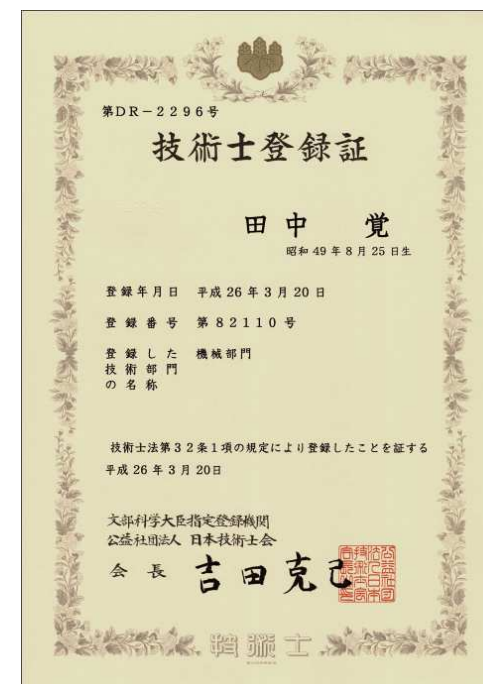 第DR－2296号
技術士登録証
田中　覚
昭和49年8月25日生
登録年月日　平成26年3月20日
登録番号　第82110号
登録した　機械部門
技術部門
の名称
技術士法第32条1項の規定により登録したことを証する
平成26年3月20日
文部科学大臣指定登録機関
公益社団法人 日本技術士会
会長　吉田克己
技術士